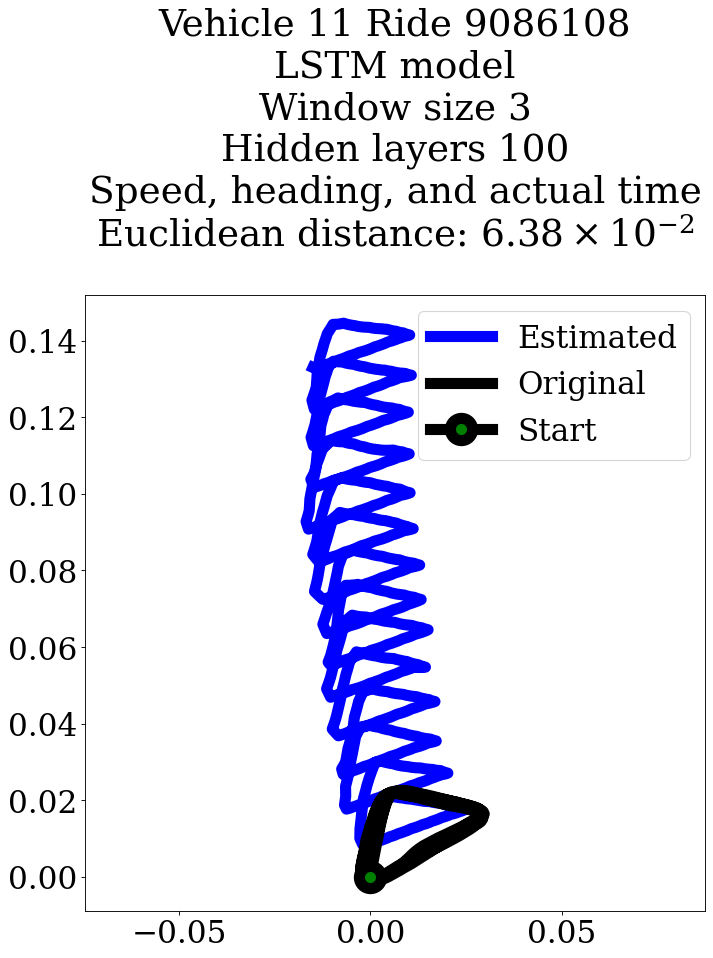 Vehicle 11 Ride 9086108
LSTM model
Window size 3
Hidden layers 100
Speed, heading, and actual time
Euclidean distance: 6.38 × 10⁻²
Estimated
Original
Start
0.14
0.12
0.10
0.08
0.06
0.04
0.02
0.00
−0.05 0.00 0.05